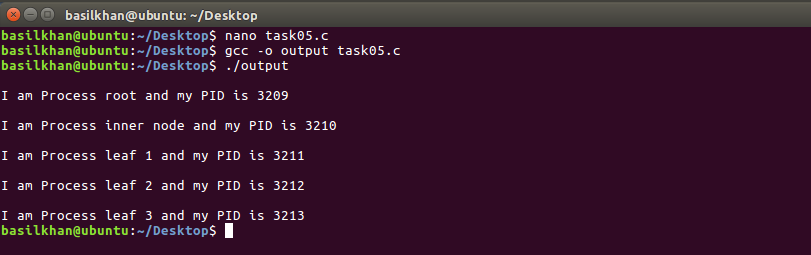 basilkhan@ubuntu: ~/Desktop
basilkhan@ubuntu:~/Desktop$ nano task05.c
basilkhan@ubuntu:~/Desktop$ gcc -o output task05.c
basilkhan@ubuntu:~/Desktop$ ./output
I am Process root and my PID is 3209
I am Process inner node and my PID is 3210
I am Process leaf 1 and my PID is 3211
I am Process leaf 2 and my PID is 3212
I am Process leaf 3 and my PID is 3213
basilkhan@ubuntu:~/Desktop$